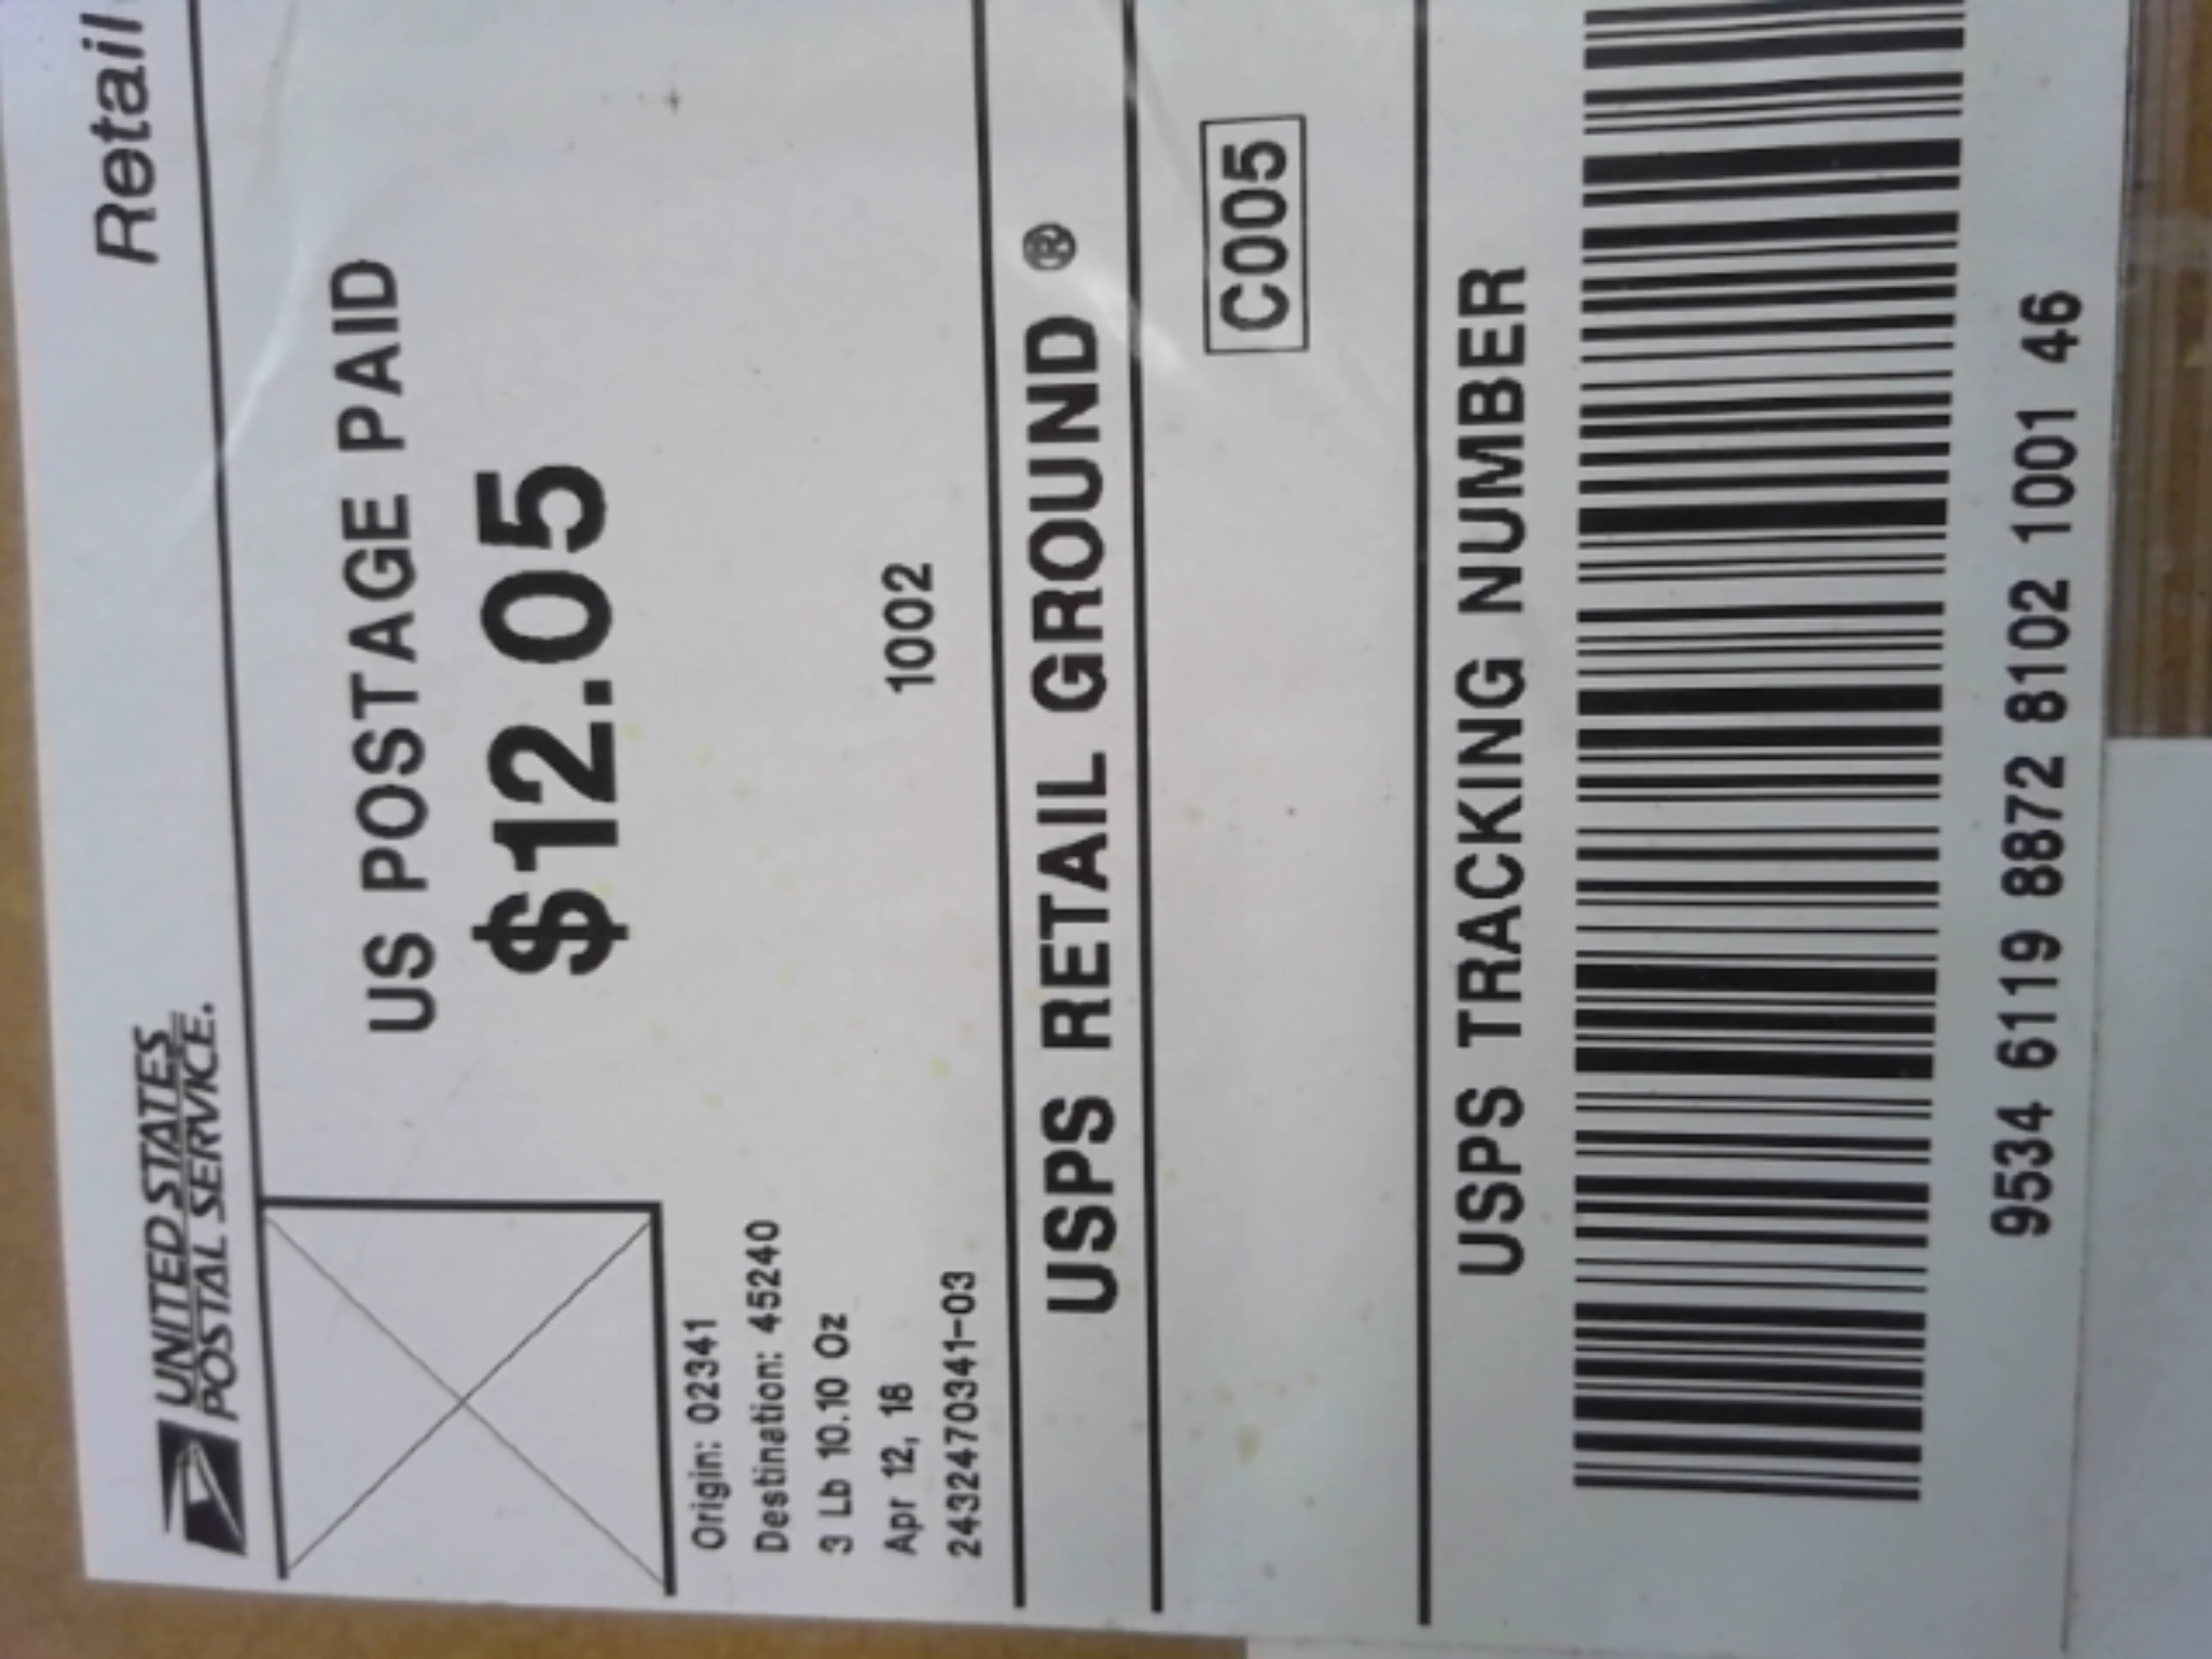 UNITED STATES
POSTAL SERVICE.
Retail
US POSTAGE PAID
$12.05
Origin: 02341
Destination: 45240
3 Lb 10.10 Oz
Apr 12, 18
2432470341-03
1002
USPS RETAIL GROUND ®
C005
USPS TRACKING NUMBER
9534 6119 8872 8102 1001 46